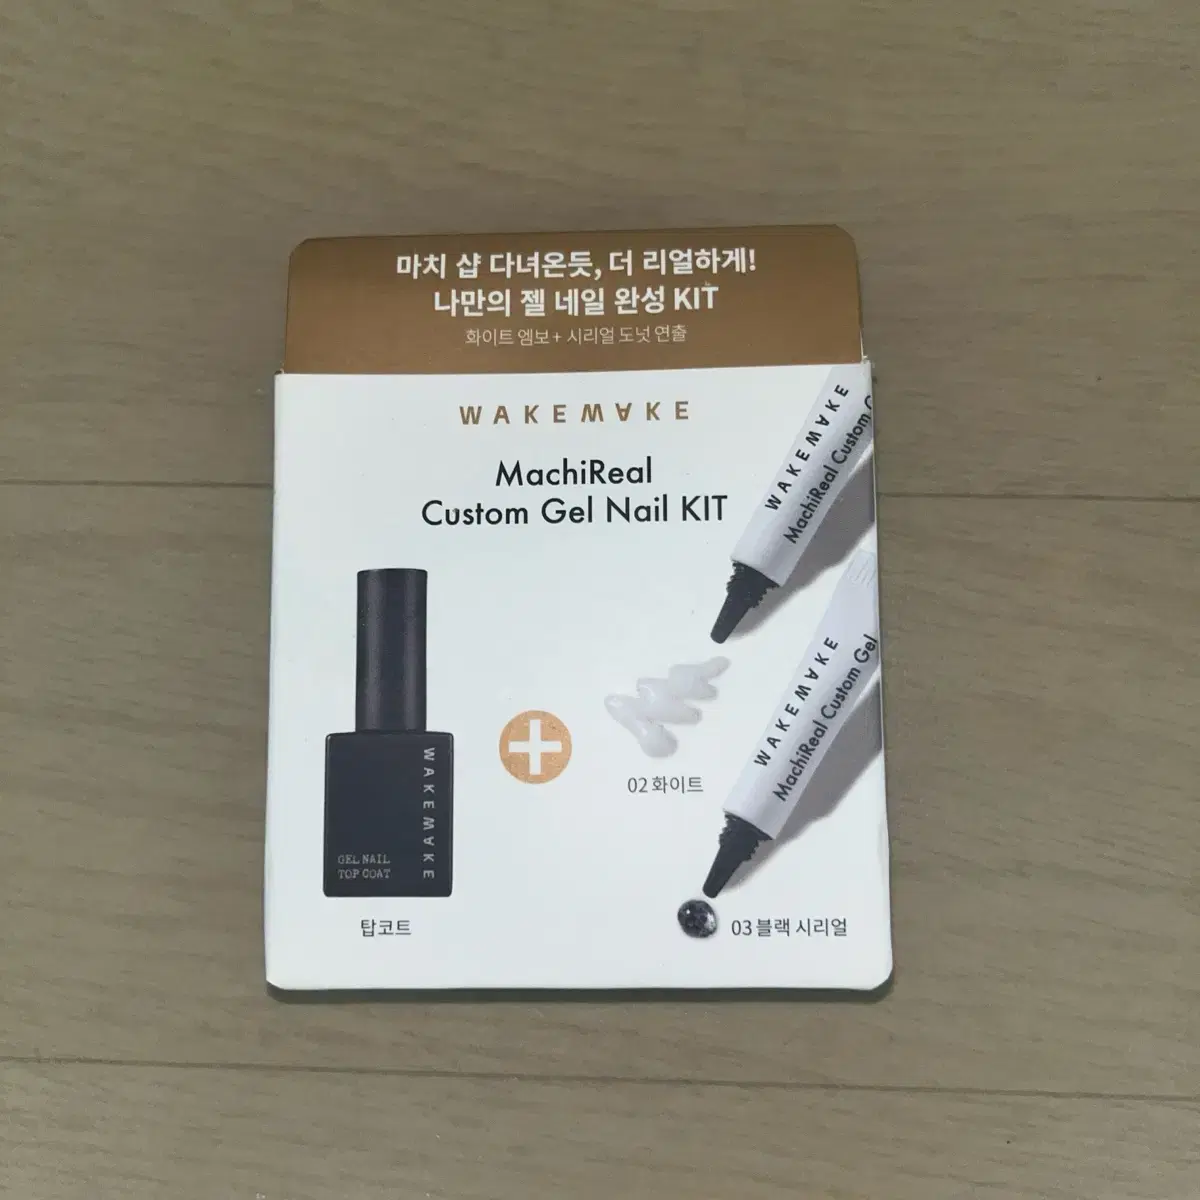 마치 샵 다녀온듯, 더 리얼하게!
나만의 젤 네일 완성 KIT
화이트 엠보 + 시리얼 도넛 연출
WAKEMAKE
MachiReal
Custom Gel Nail KIT
WAKEMAKE
MachiReal Custom G
WAKEMAKE
MachiReal Custom Gel
02 화이트
WAKEMAKE
GEL NAIL
TOP COAT
탑코트
03 블랙 시리얼